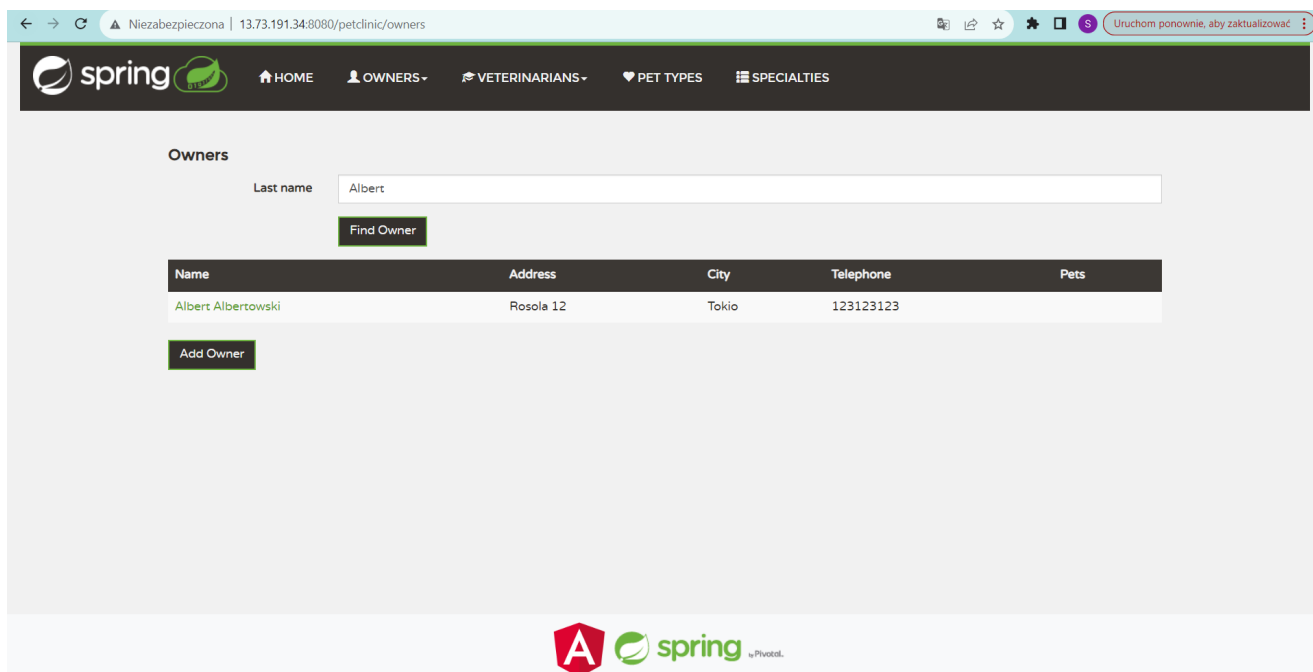 Niezabezpieczona | 13.73.191.34:8080/petclinic/owners S Uruchom ponownie, aby zaktualizować
spring HOME OWNERS VETERINARIANS PET TYPES SPECIALTIES
Owners
Last name Albert
Find Owner
Name Address City Telephone Pets
Albert Albertowski Rosola 12 Tokio 123123123
Add Owner
A spring by Pivotal.